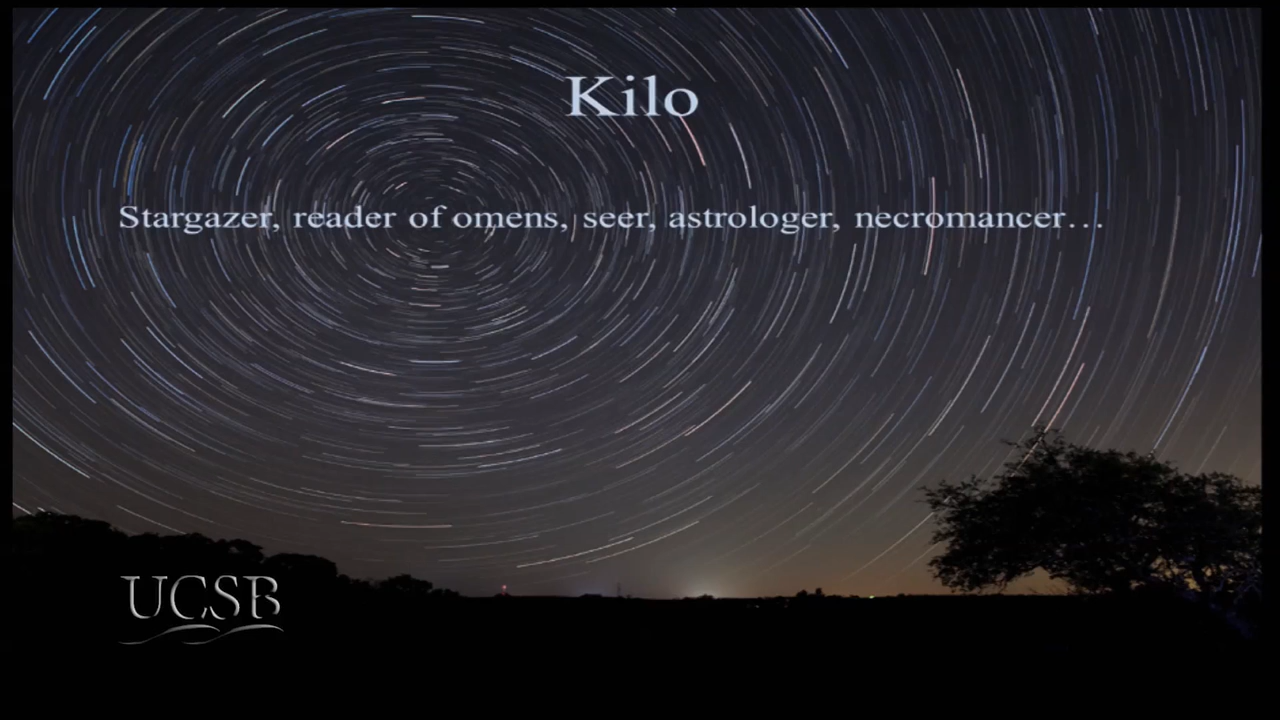 Kilo
Stargazer, reader of omens, seer, astrologer, necromancer…
UCSB